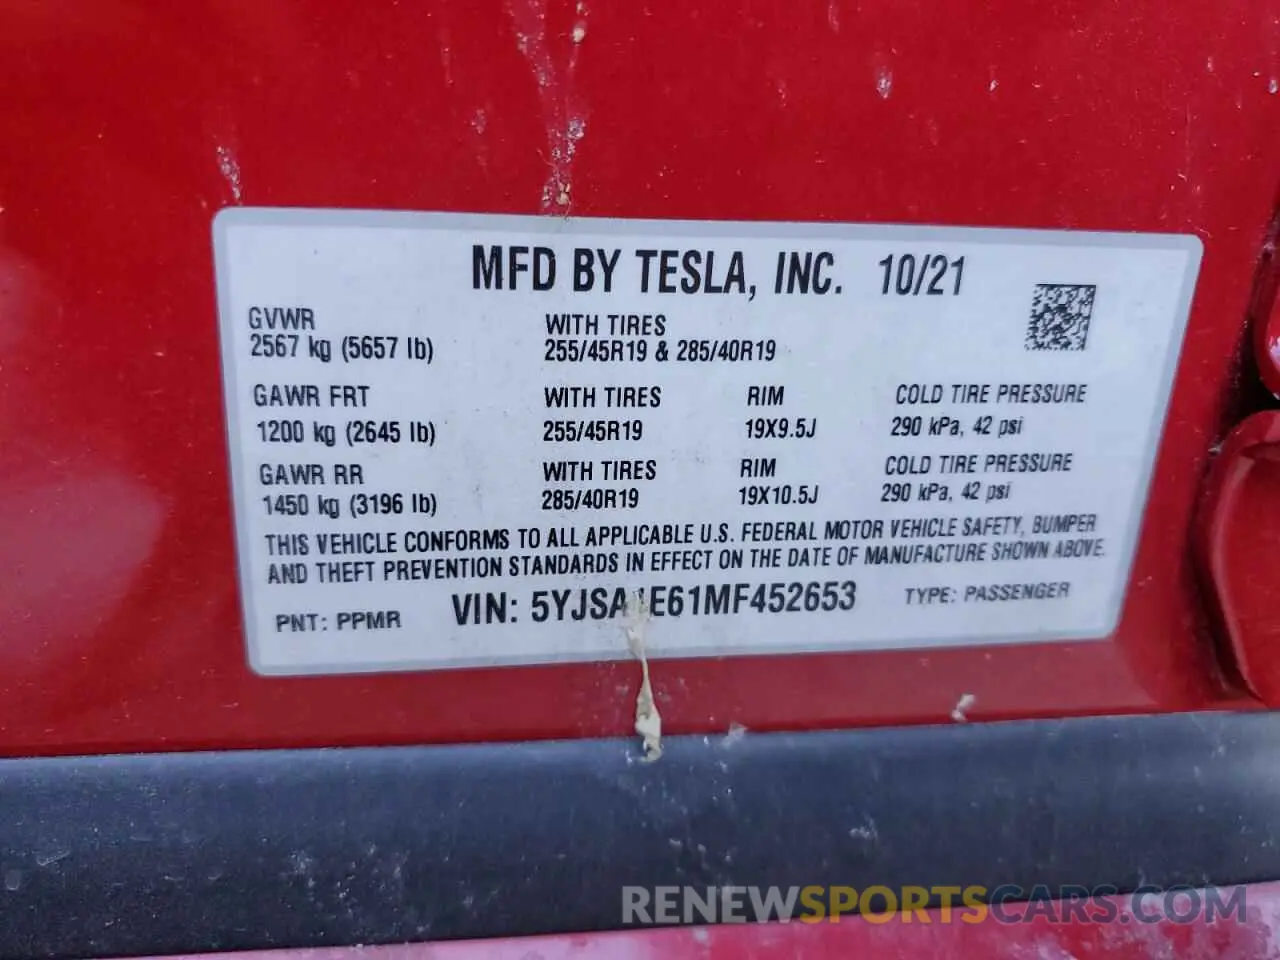 MFD BY TESLA, INC. 10/21
GVWR WITH TIRES
2567 kg (5657 lb) 255/45R19 & 285/40R19
GAWR FRT WITH TIRES RIM COLD TIRE PRESSURE
1200 kg (2645 lb) 255/45R19 19X9.5J 290 kPa, 42 psi
GAWR RR WITH TIRES RIM COLD TIRE PRESSURE
1450 kg (3196 lb) 285/40R19 19X10.5J 290 kPa, 42 psi
THIS VEHICLE CONFORMS TO ALL APPLICABLE U.S. FEDERAL MOTOR VEHICLE SAFETY, BUMPER
AND THEFT PREVENTION STANDARDS IN EFFECT ON THE DATE OF MANUFACTURE SHOWN ABOVE.
PNT: PPMR VIN: 5YJSA1E61MF452653 TYPE: PASSENGER
RENEWSPORTSCARS.COM